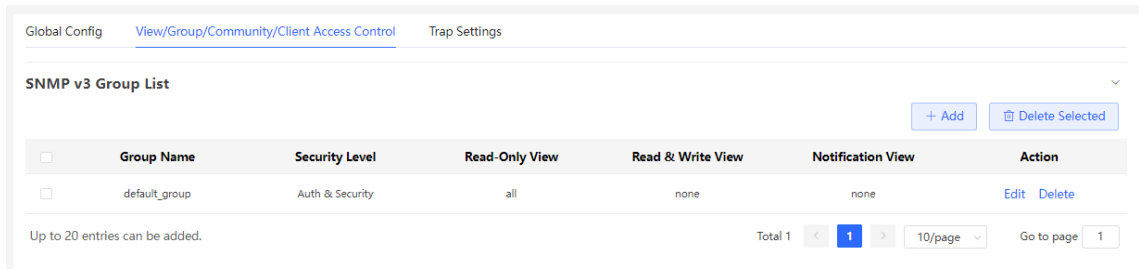 Global Config View/Group/Community/Client Access Control Trap Settings
SNMP v3 Group List
+ Add Delete Selected
Group Name Security Level Read-Only View Read & Write View Notification View Action
default_group Auth & Security all none none Edit Delete
Up to 20 entries can be added. Total 1 < 1 > 10/page Go to page 1